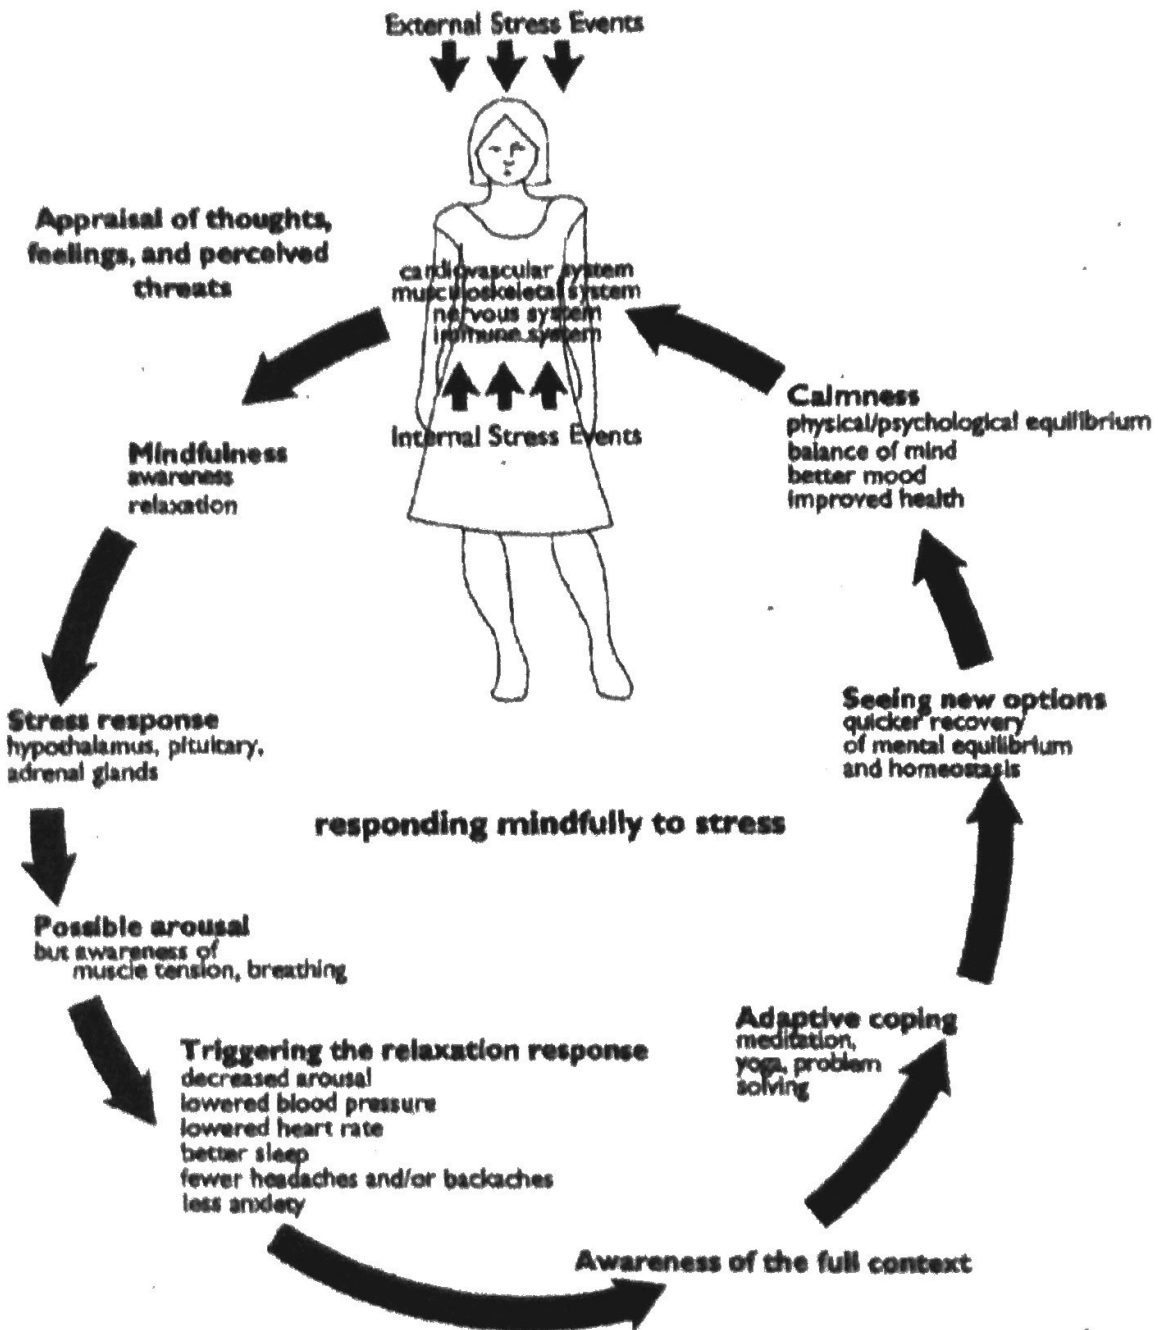 External Stress Events
Appraisal of thoughts,
feelings, and perceived
threats
cardiovascular system
musculoskeletal system
nervous system
immune system
Internal Stress Events
Mindfulness
awareness
relaxation
Stress response
hypothalamus, pituitary,
adrenal glands
responding mindfully to stress
Possible arousal
but awareness of
muscle tension, breathing
Triggering the relaxation response
decreased arousal
lowered blood pressure
lowered heart rate
better sleep
fewer headaches and/or backaches
less anxiety
Awareness of the full context
Adaptive coping
meditation,
yoga, problem
solving
Seeing new options
quicker recovery
of mental equilibrium
and homeostasis
Calmness
physical/psychological equilibrium
balance of mind
better mood
improved health